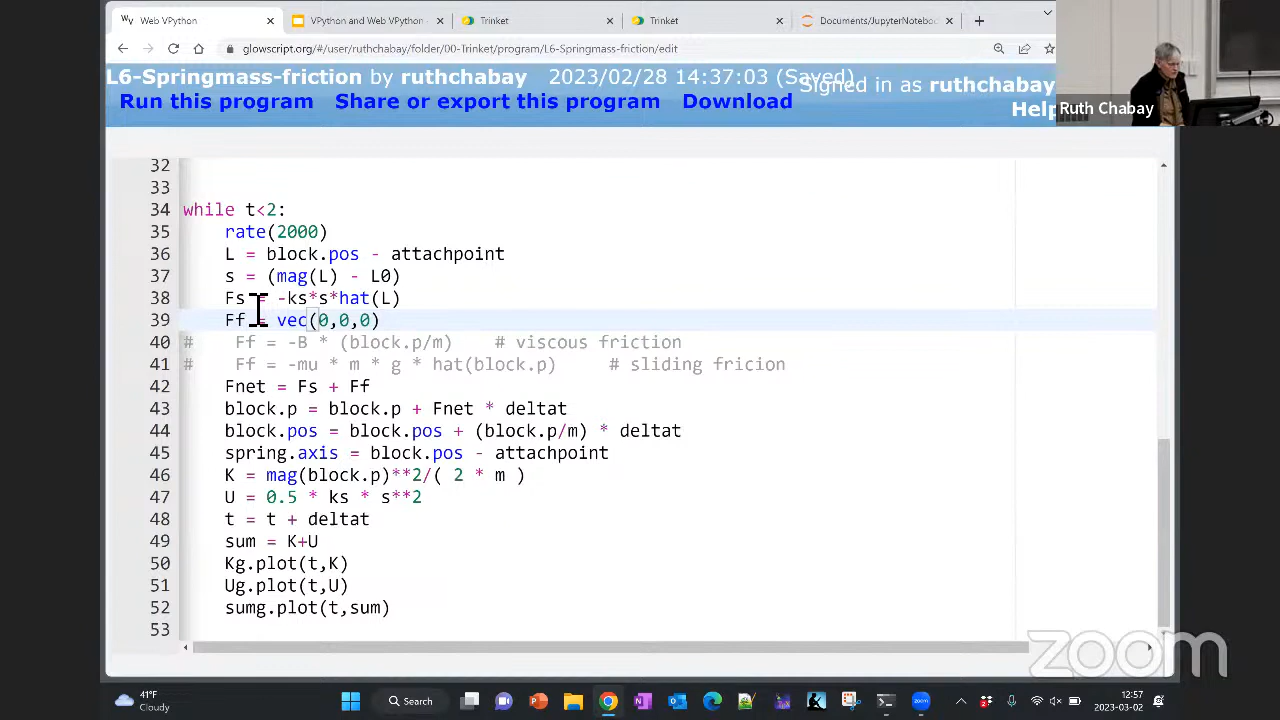 Web VPython
VPython and Web VPython
Trinket
Trinket
Documents/JupyterNotebo
glowscript.org/#/user/ruthchabay/folder/00-Trinket/program/L6-Springmass-friction/edit
L6-Springmass-friction by ruthchabay 2023/02/28 14:37:03 (Saved)
Signed in as ruthchabay
Run this program Share or export this program Download
Help
Ruth Chabay
32
33
34 while t<2:
35 rate(2000)
36 L = block.pos - attachpoint
37 s = (mag(L) - L0)
38 Fs = -ks*s*hat(L)
39 Ff = vec(0,0,0)
40 # Ff = -B * (block.p/m) # viscous friction
41 # Ff = -mu * m * g * hat(block.p) # sliding fricion
42 Fnet = Fs + Ff
43 block.p = block.p + Fnet * deltat
44 block.pos = block.pos + (block.p/m) * deltat
45 spring.axis = block.pos - attachpoint
46 K = mag(block.p)**2/( 2 * m )
47 U = 0.5 * ks * s**2
48 t = t + deltat
49 sum = K+U
50 Kg.plot(t,K)
51 Ug.plot(t,U)
52 sumg.plot(t,sum)
53
zoom
41°F
Cloudy
Search
12:57
2023-03-02